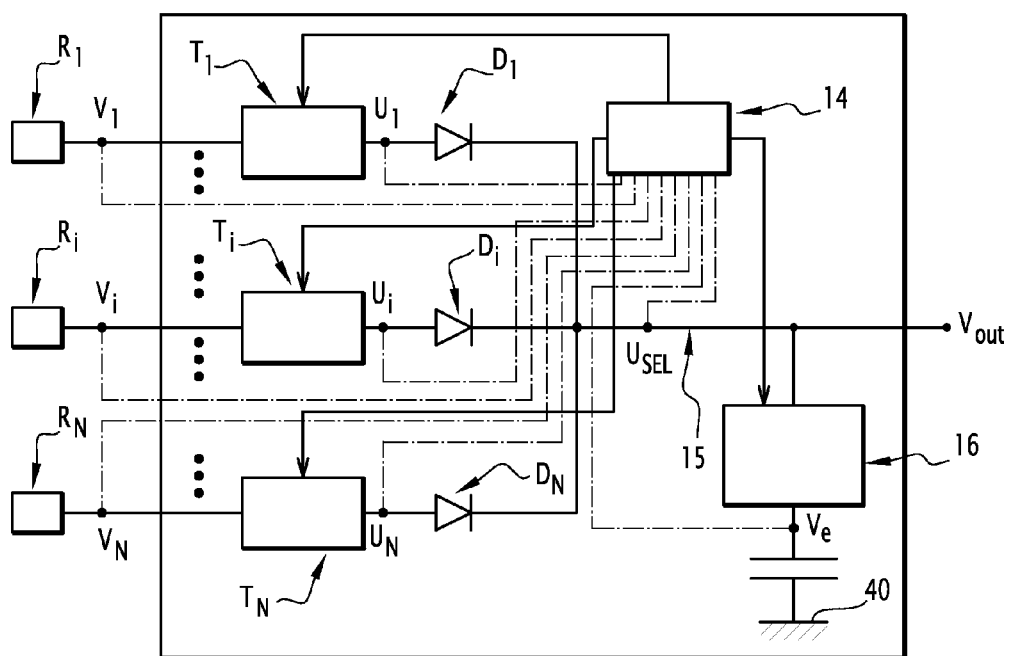 R1
T1
D1
V1
U1
14
Ri
Ti
Di
Vi
Ui
USEL
Vout
RN
15
16
DN
VN
UN
Ve
TN
40